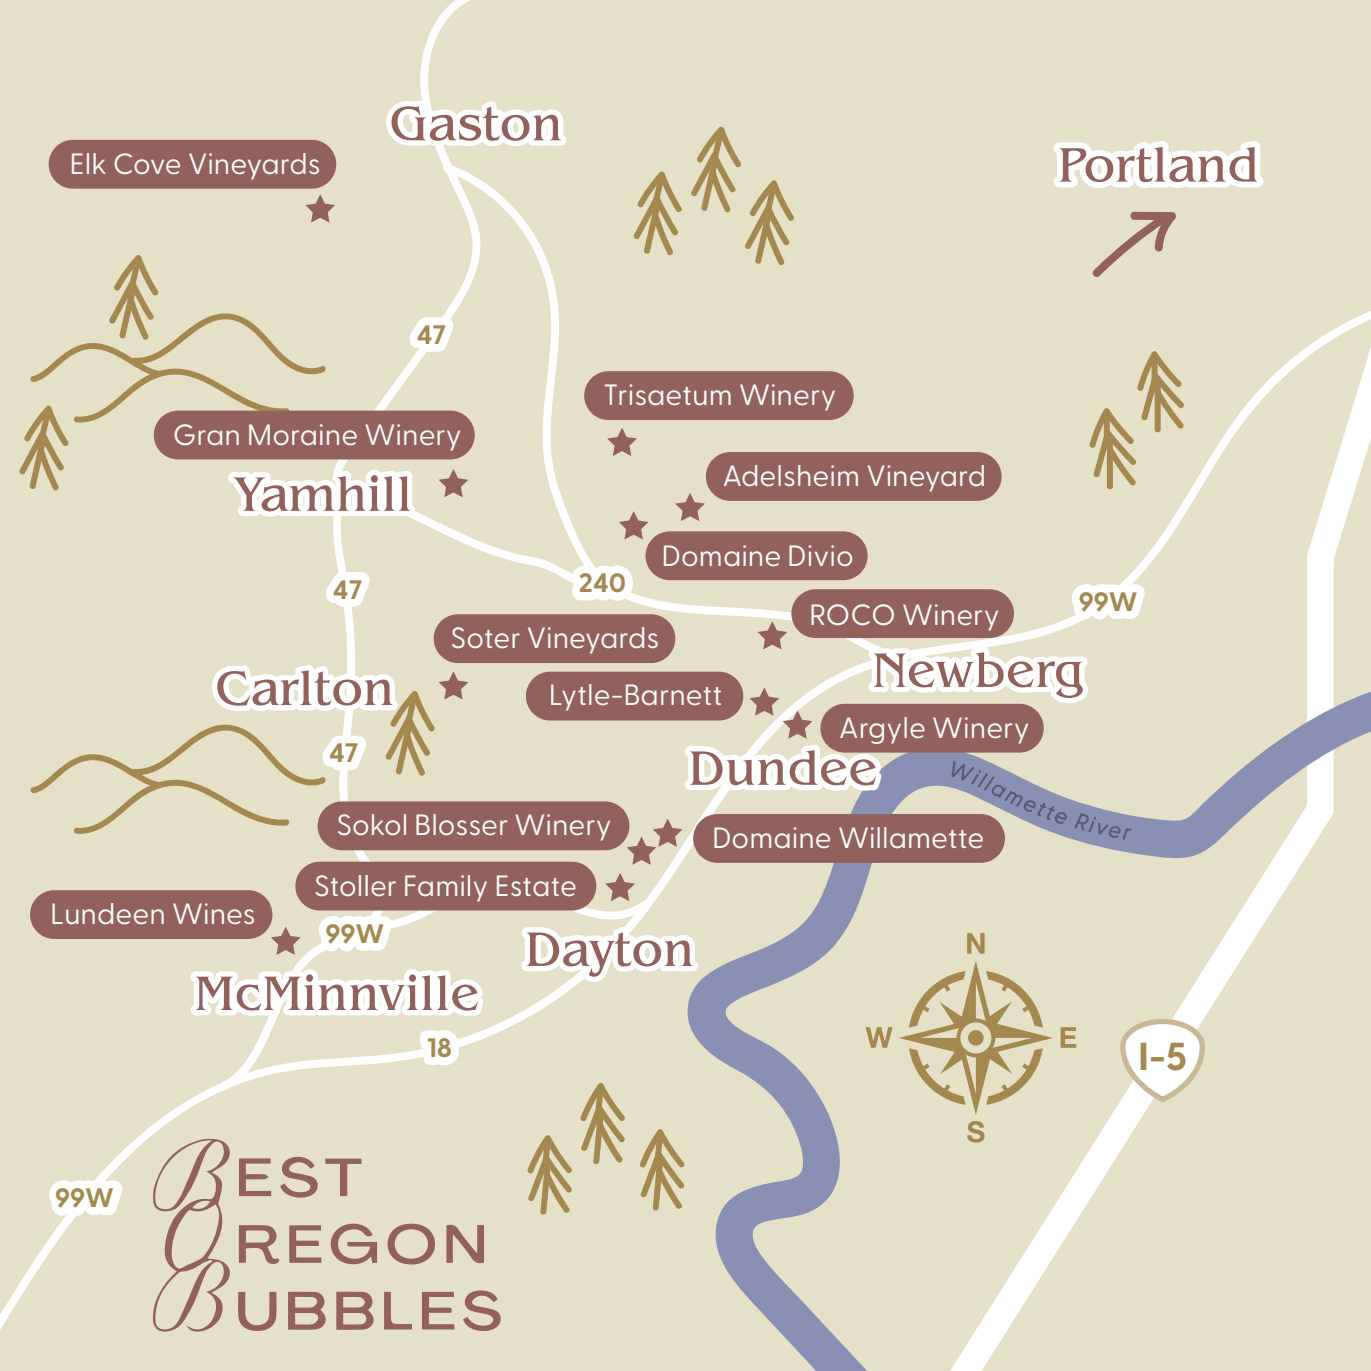 Gaston
Elk Cove Vineyards
Portland
47
Trisaetum Winery
Gran Moraine Winery
Adelsheim Vineyard
Yamhill
Domaine Divio
47
240
99W
ROCO Winery
Soter Vineyards
Newberg
Carlton
Lytle-Barnett
Argyle Winery
47
Dundee
Willamette River
Sokol Blosser Winery
Domaine Willamette
Stoller Family Estate
Lundeen Wines
99W
Dayton
N
McMinnville
W
E
18
I-5
S
99W
BEST
OREGON
BUBBLES